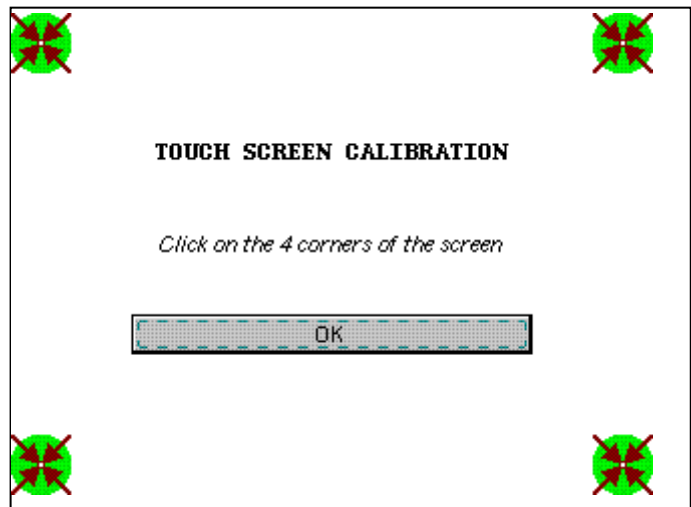 TOUCH SCREEN CALIBRATION
Click on the 4 corners of the screen
OK